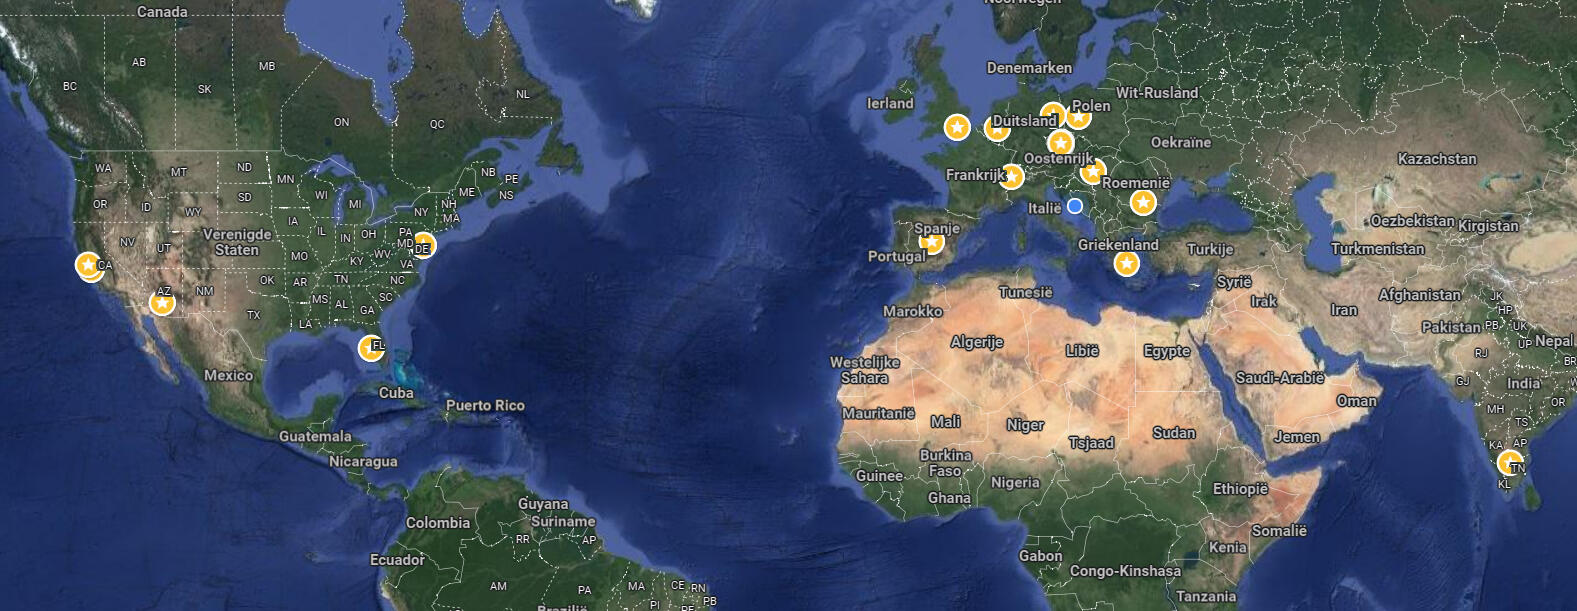 Canada
Noorwegen
AB
MB
BC
SK
NL
ON
QC
Denemarken
Wit-Rusland
Ierland
Polen
Duitsland
Oekraïne
Kazachstan
Oostenrijk
Frankrijk
Roemenië
WA
MT
ND
MN
NB
PE
ME
NS
OR
ID
WY
SD
WI
MI
NY
NH
MA
Italië
Oezbekistan
Kirgistan
Verenigde
Staten
NV
UT
IA
IL
IN
OH
PA
MD
DE
Spanje
Griekenland
Turkije
Turkmenistan
Portugal
CA
MO
KY
WV
VA
OK
AR
TN
NC
AZ
NM
MS
AL
GA
SC
TX
LA
FL
Tunesië
Syrië
Irak
Iran
Afghanistan
JK
HP
Marokko
Pakistan
PB
UK
Algerije
Libië
Egypte
RJ
UP
Nepal
BR
Westelijke
Sahara
Saudi-Arabië
GJ
India
Mexico
Cuba
Puerto Rico
Oman
MH
OR
Mauritanië
Mali
Niger
Tsjaad
Sudan
Jemen
TS
Guatemala
Nicaragua
Burkina
Faso
KA
AP
TN
KL
Guinee
Nigeria
Ethiopië
Ghana
Guyana
Suriname
Colombia
Somalië
RR
AP
Kenia
Ecuador
Gabon
Congo-Kinshasa
AM
PA
MA
CE
RN
PB
PI
PE
Tanzania
Brazilië